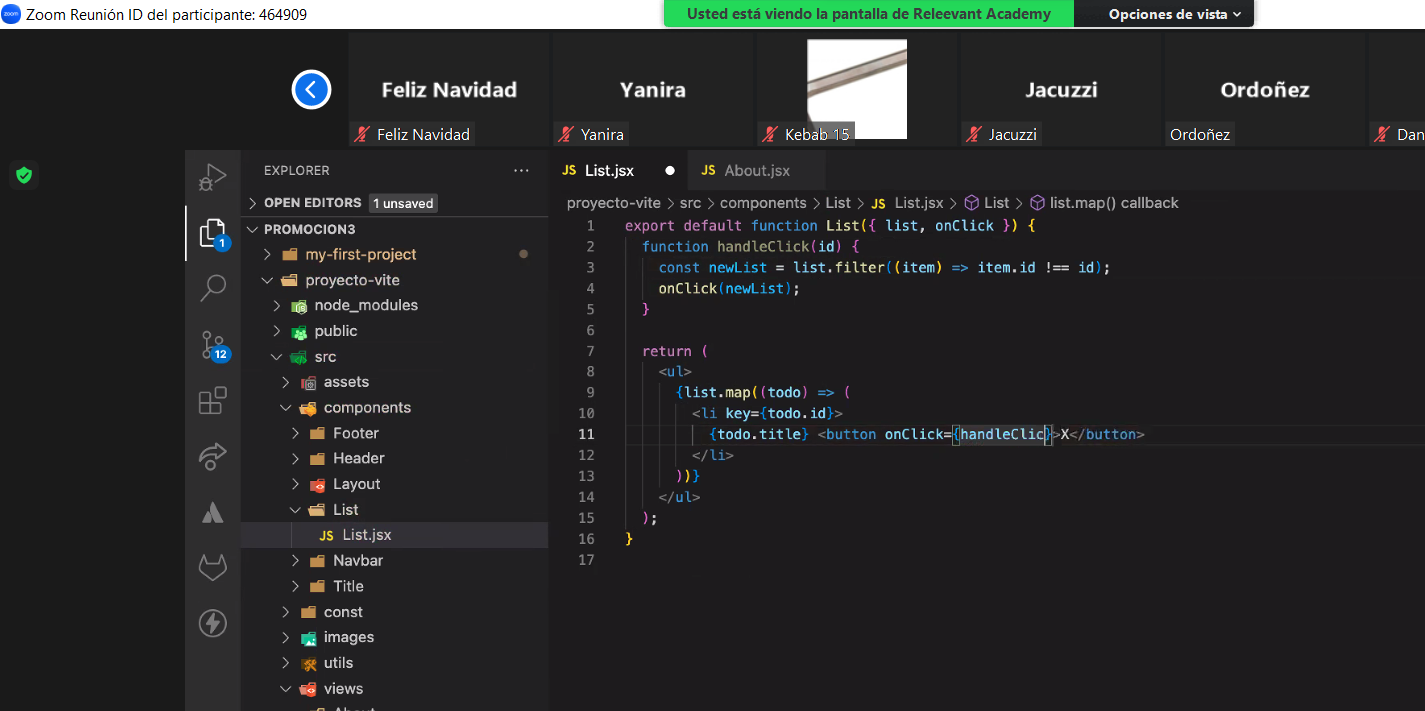 zoom Zoom Reunión ID del participante: 464909
Usted está viendo la pantalla de Releevant Academy
Opciones de vista
Feliz Navidad
Yanira
Jacuzzi
Ordoñez
Feliz Navidad
Yanira
Kebab 15
Jacuzzi
Ordoñez
Dan
EXPLORER ...
OPEN EDITORS 1 unsaved
PROMOCION3
my-first-project
proyecto-vite
node_modules
public
src
assets
components
Footer
Header
Layout
List
JS List.jsx
Navbar
Title
const
images
utils
views
About
1
12
JS List.jsx
JS About.jsx
proyecto-vite > src > components > List > JS List.jsx > List > list.map() callback
1 export default function List({ list, onClick }) {
2 function handleClick(id) {
3 const newList = list.filter((item) => item.id !== id);
4 onClick(newList);
5 }
6
7 return (
8 <ul>
9 {list.map((todo) => (
10 <li key={todo.id}>
11 {todo.title} <button onClick={handleClic}>X</button>
12 </li>
13 ))}
14 </ul>
15 );
16 }
17